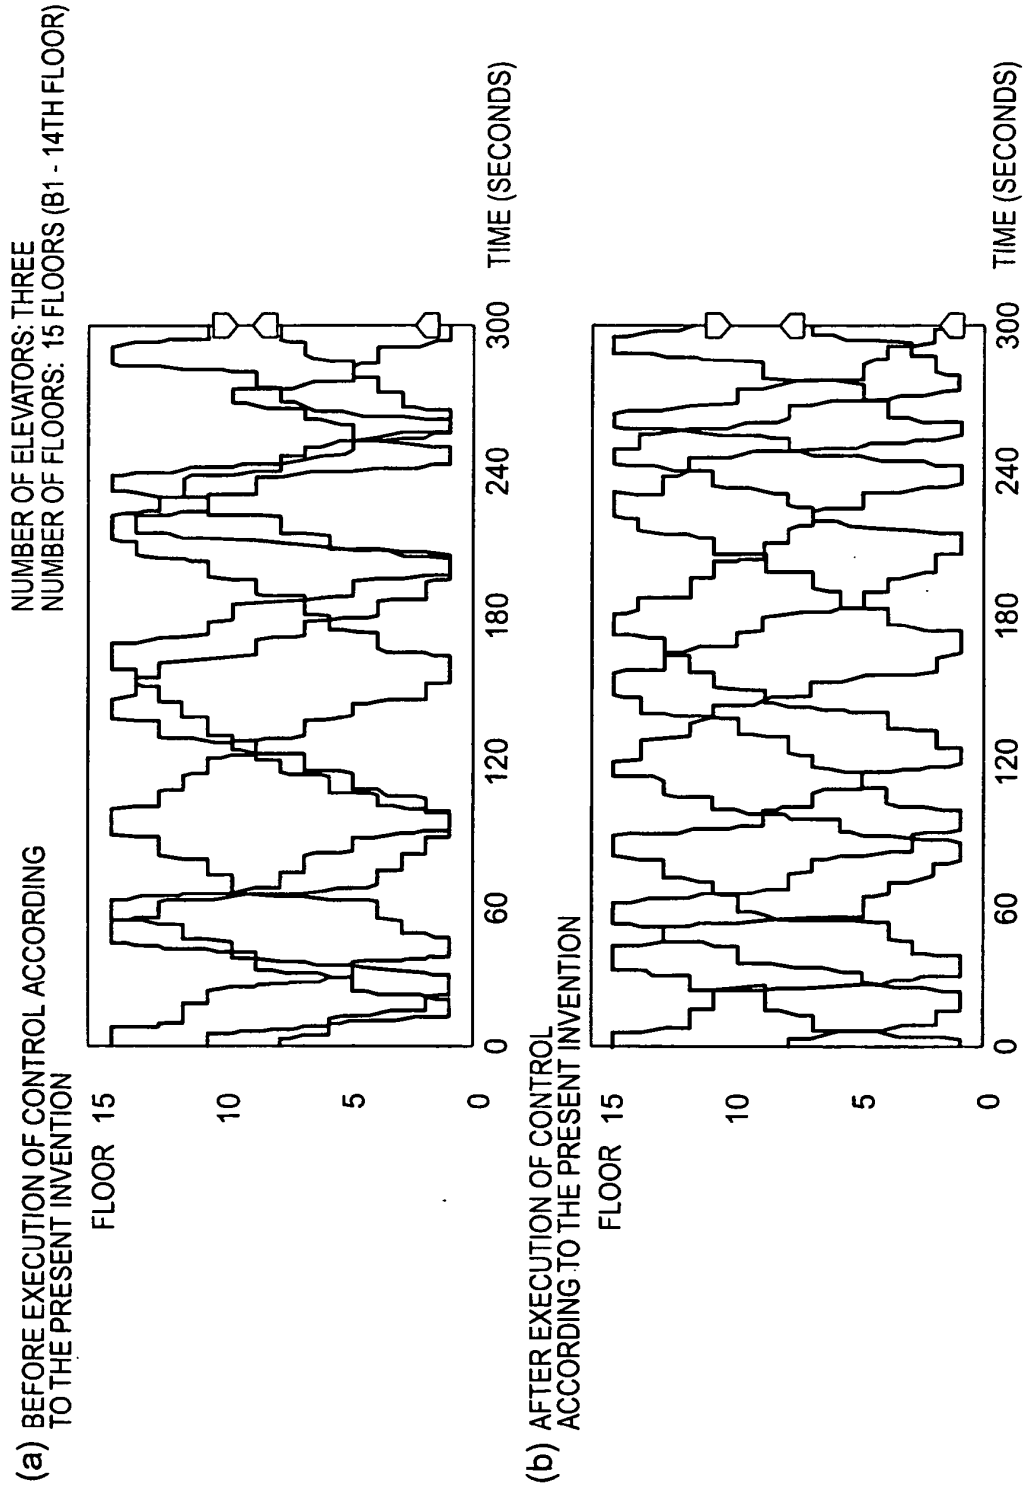 NUMBER OF ELEVATORS: THREE
NUMBER OF FLOORS: 15 FLOORS (B1 - 14TH FLOOR)
(a) BEFORE EXECUTION OF CONTROL ACCORDING
TO THE PRESENT INVENTION
FLOOR 15
10
5
0
0 60 120 180 240 300 TIME (SECONDS)
(b) AFTER EXECUTION OF CONTROL
ACCORDING TO THE PRESENT INVENTION
FLOOR 15
10
5
0
0 60 120 180 240 300 TIME (SECONDS)